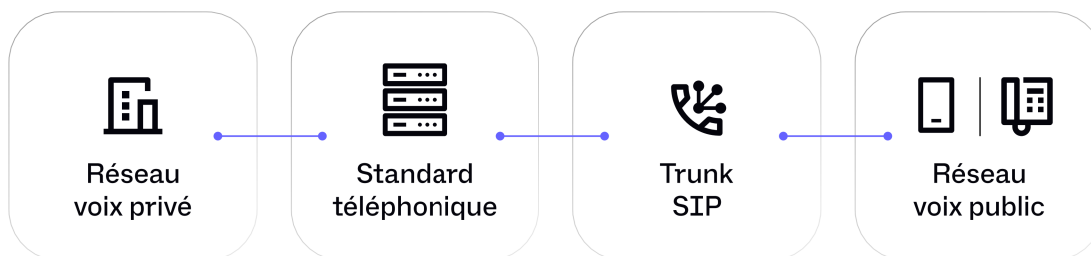 Réseau
voix privé
Standard
téléphonique
Trunk
SIP
Réseau
voix public